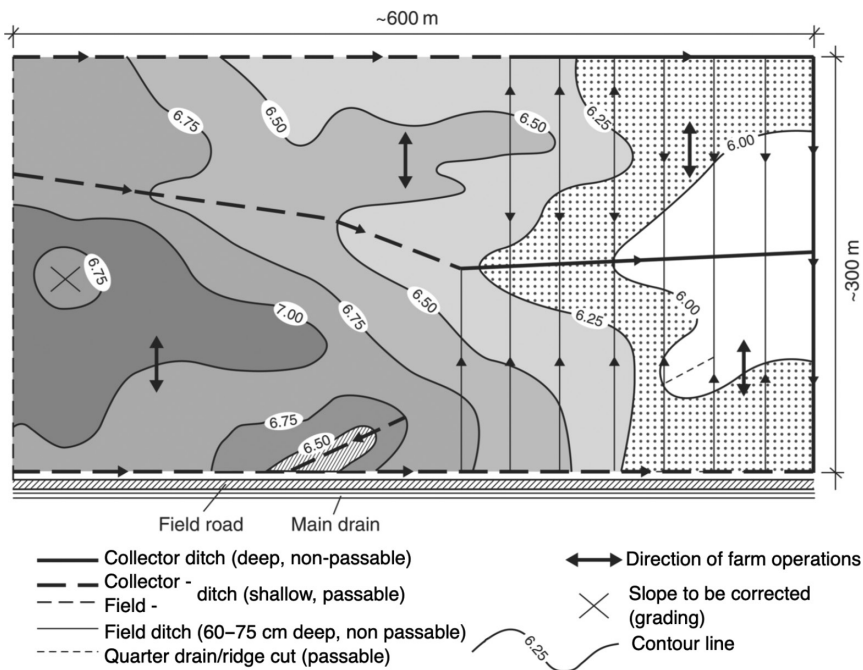 ~600 m
6.75
6.50
6.50
6.25
6.00
6.75
7.00
6.75
6.50
6.25
6.00
~300 m
6.75
6.50
Field road
Main drain
Collector ditch (deep, non-passable)
Collector -
ditch (shallow, passable)
Field -
Field ditch (60–75 cm deep, non passable)
Quarter drain/ridge cut (passable)
Direction of farm operations
Slope to be corrected
(grading)
6.25
Contour line